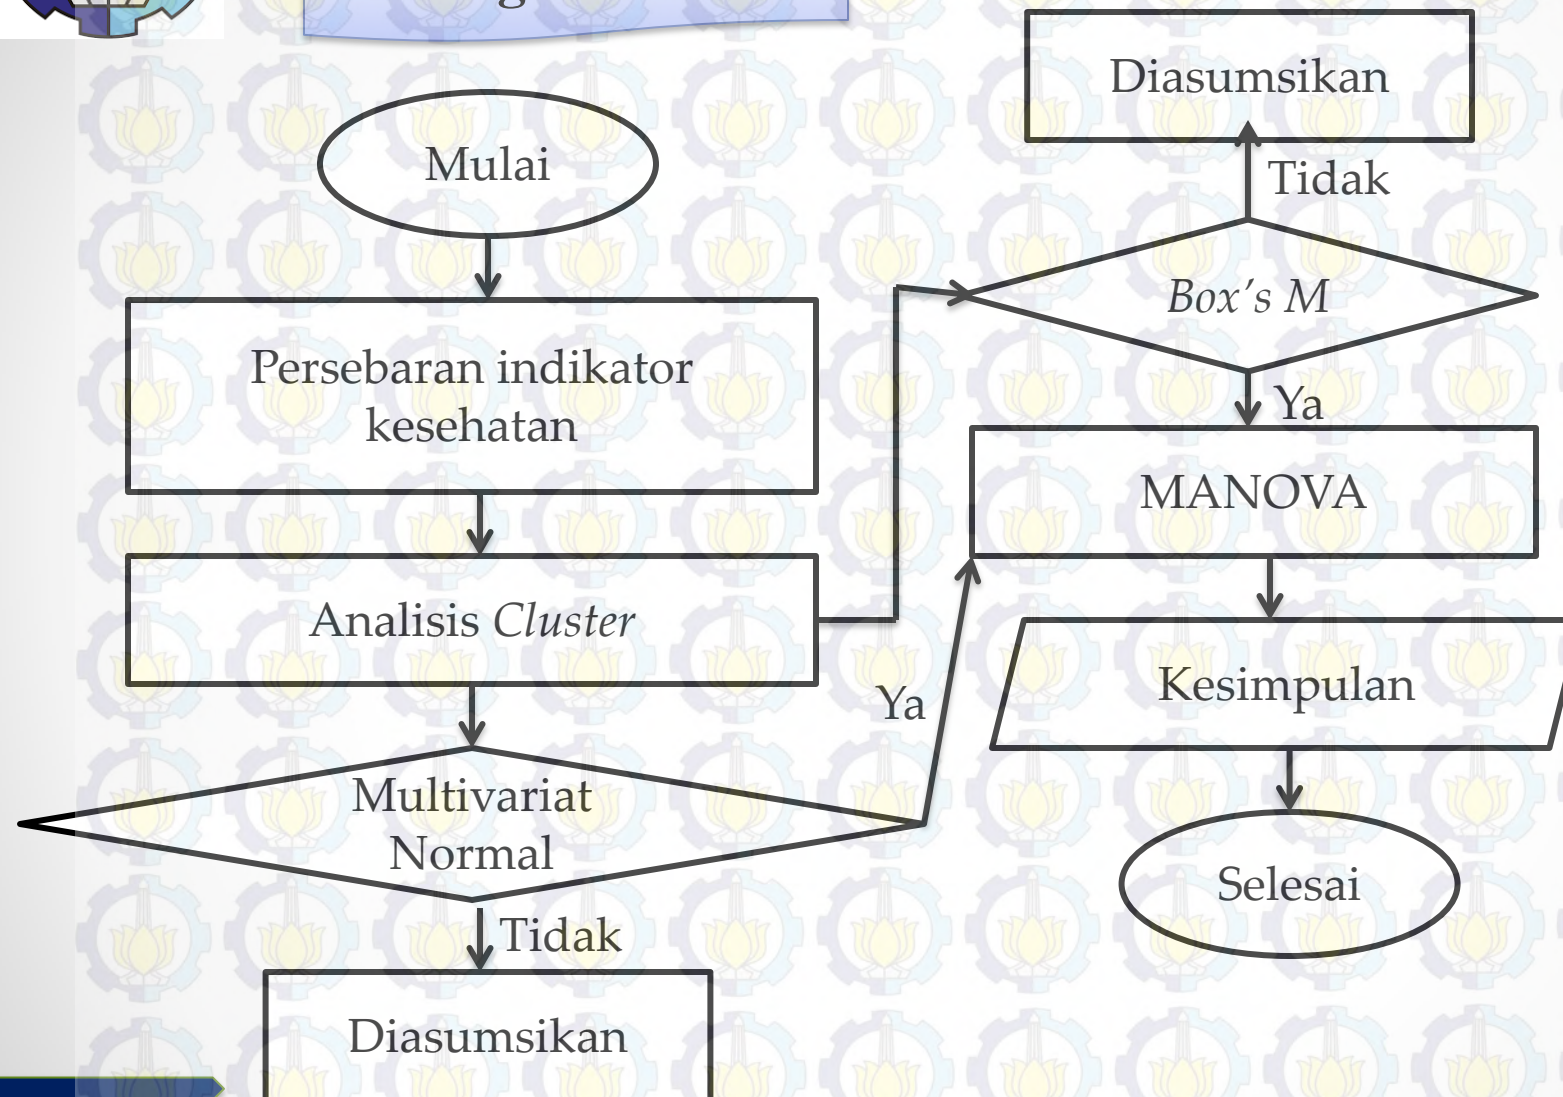 Mulai
Persebaran indikator
kesehatan
Analisis Cluster
Multivariat
Normal
Tidak
Diasumsikan
Ya
Diasumsikan
Tidak
Box's M
Ya
MANOVA
Kesimpulan
Selesai